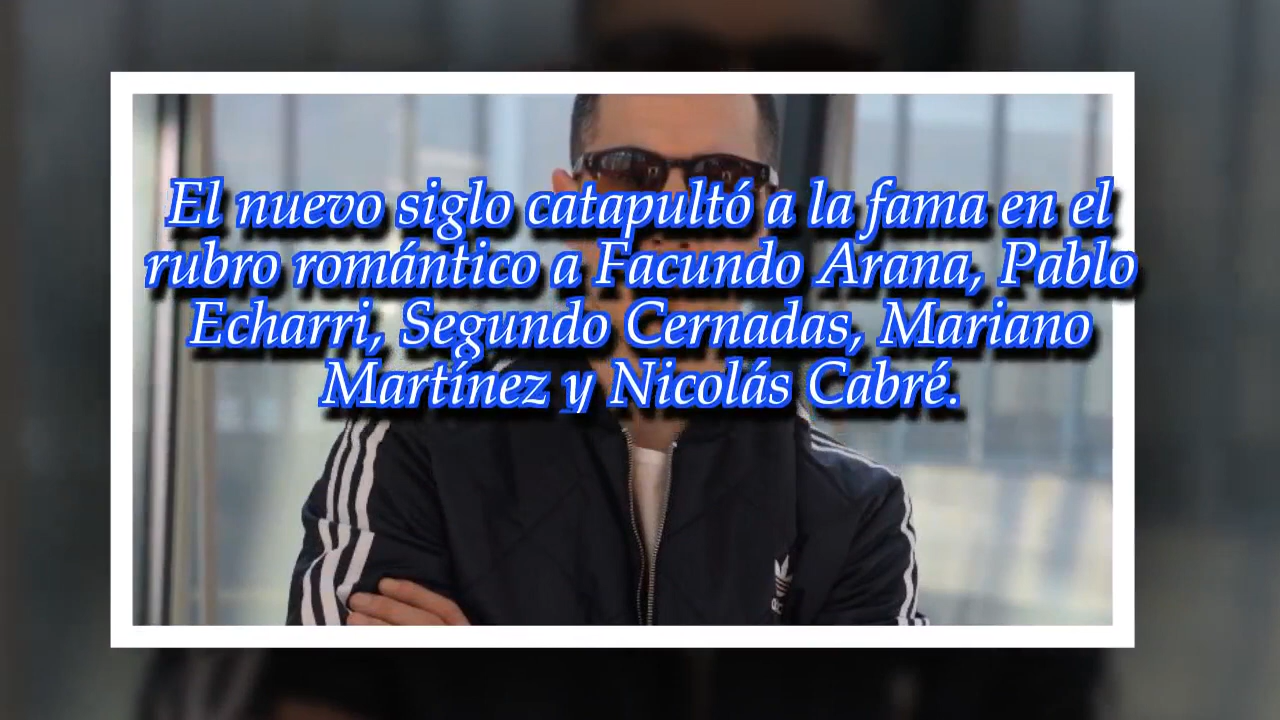 El nuevo siglo catapultó a la fama en el
rubro romántico a Facundo Arana, Pablo
Echarri, Segundo Cernadas, Mariano
Martínez y Nicolás Cabré.